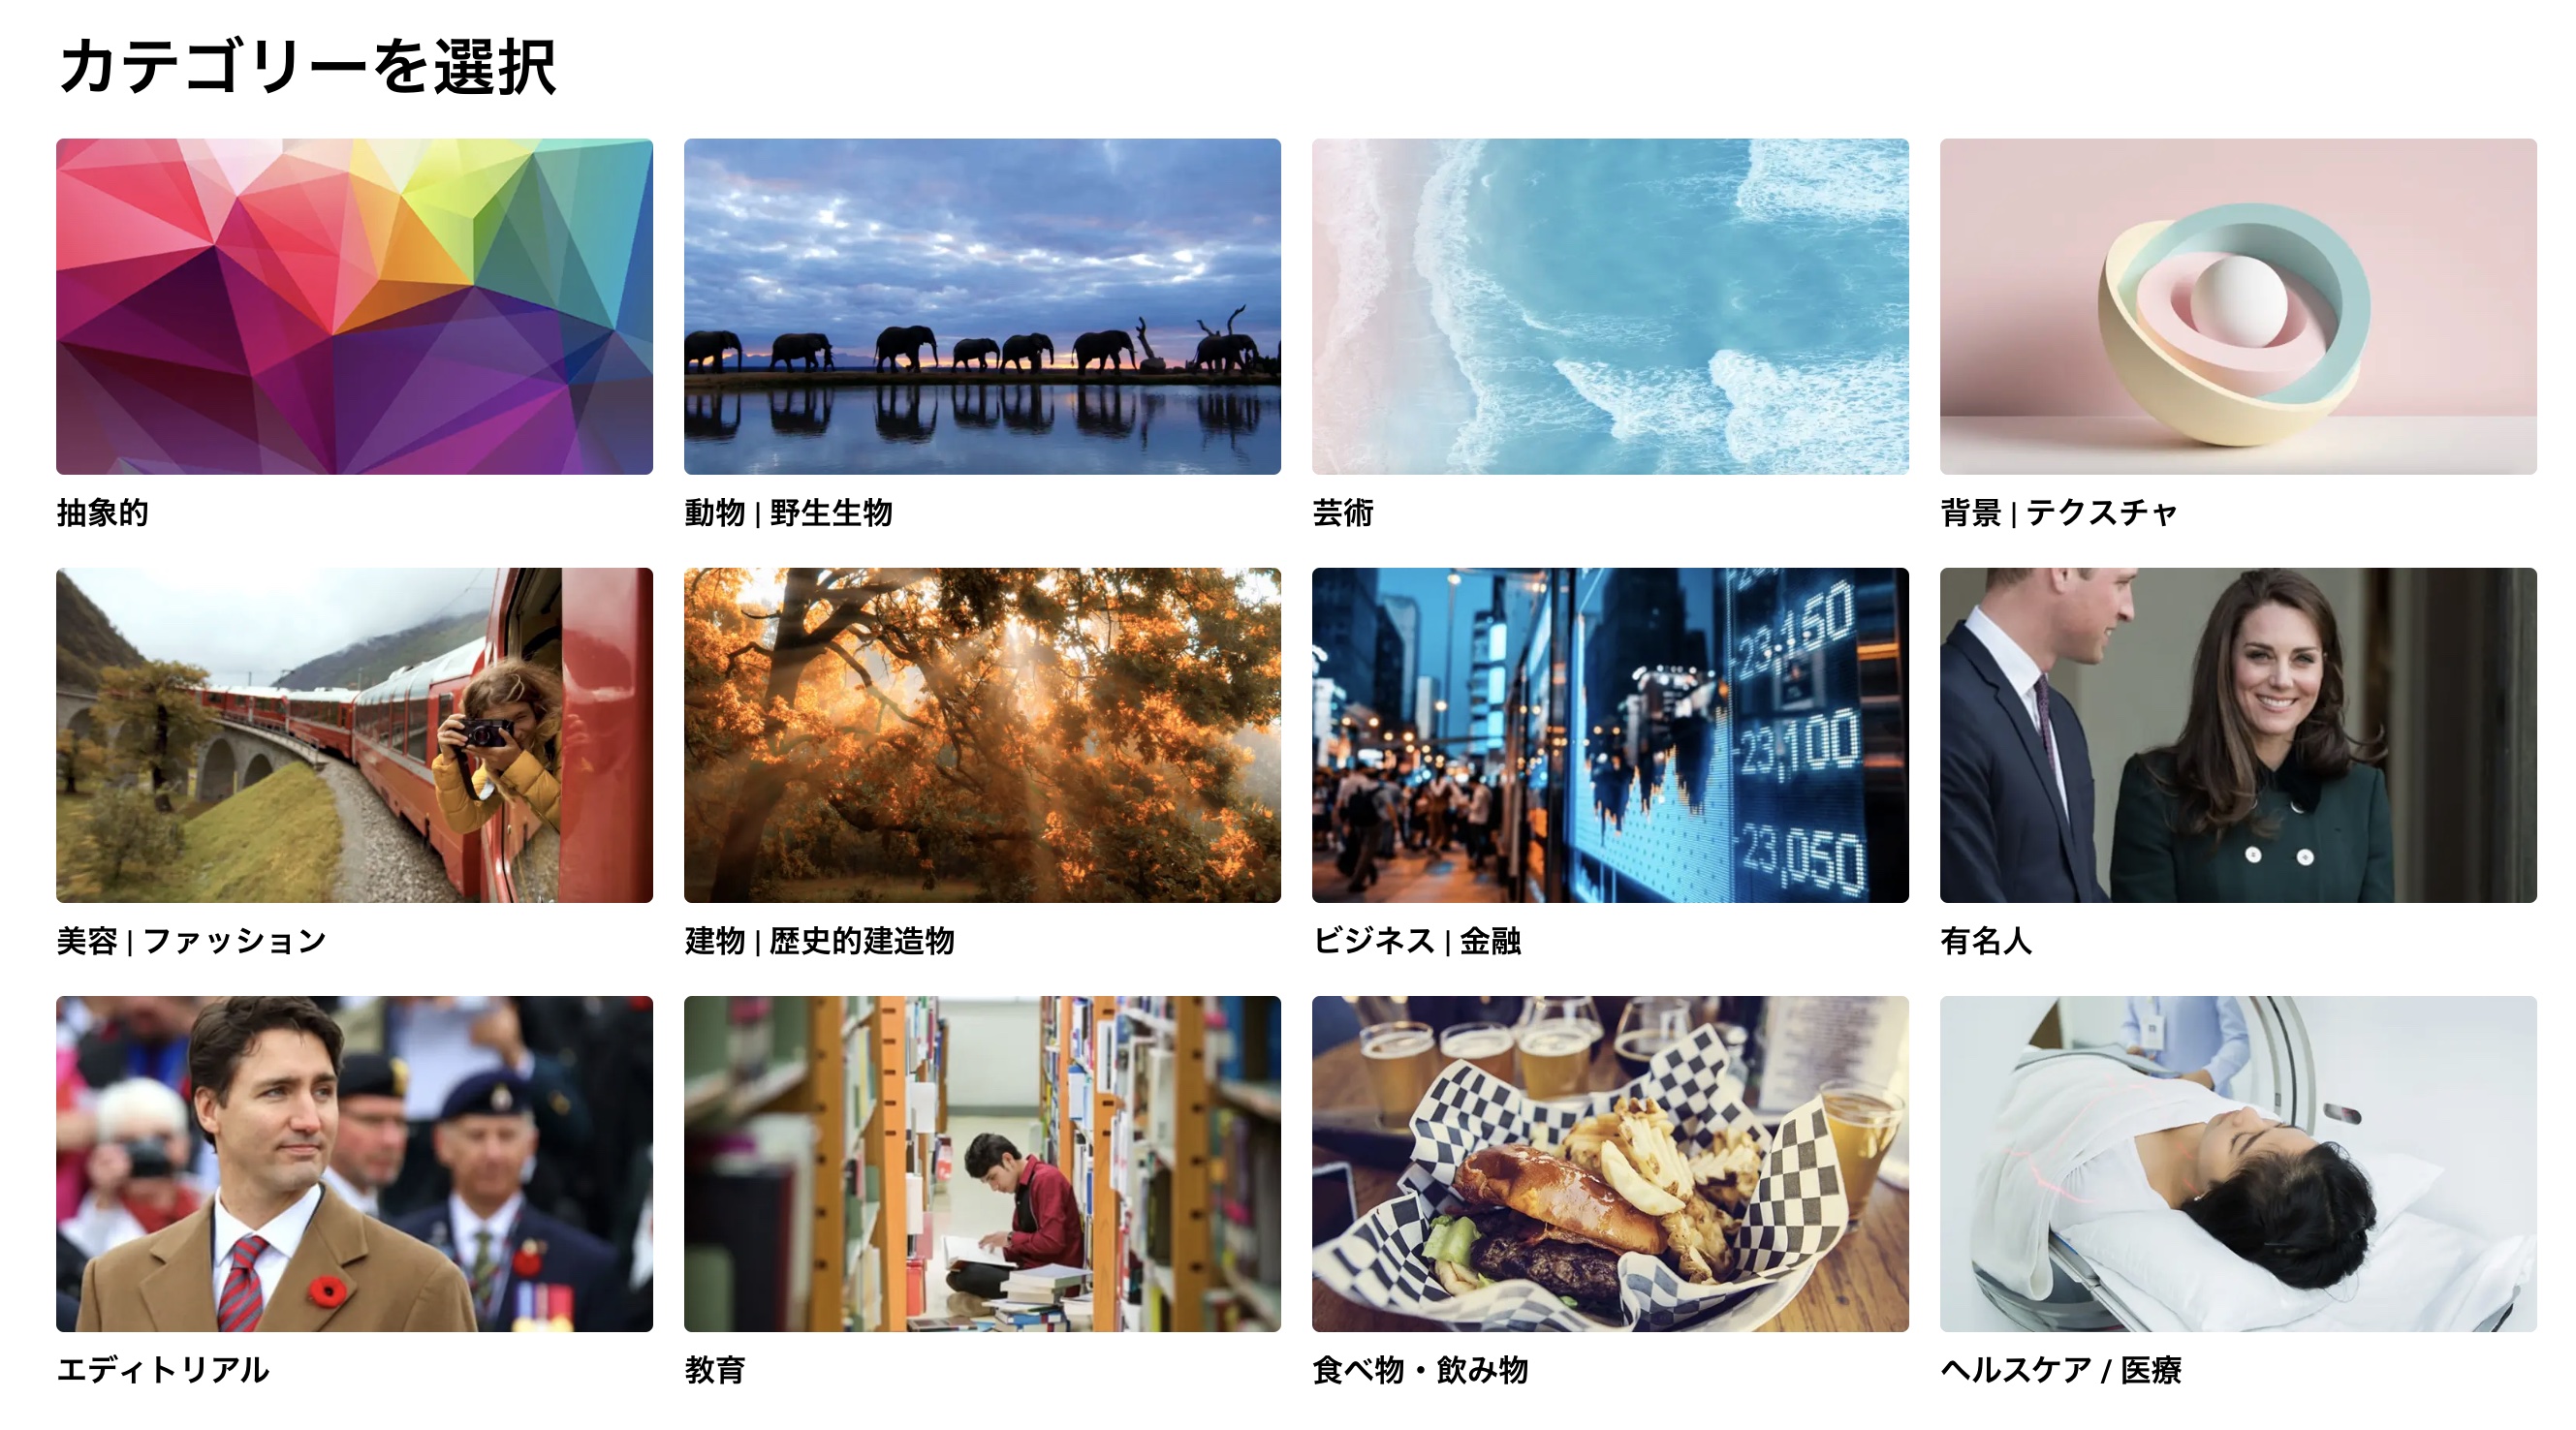 カテゴリーを選択
抽象的
動物 | 野生生物
芸術
背景 | テクスチャ
23,150
23,100
23,050
美容 | ファッション
建物 | 歴史的建造物
ビジネス | 金融
有名人
エディトリアル
教育
食べ物・飲み物
ヘルスケア / 医療